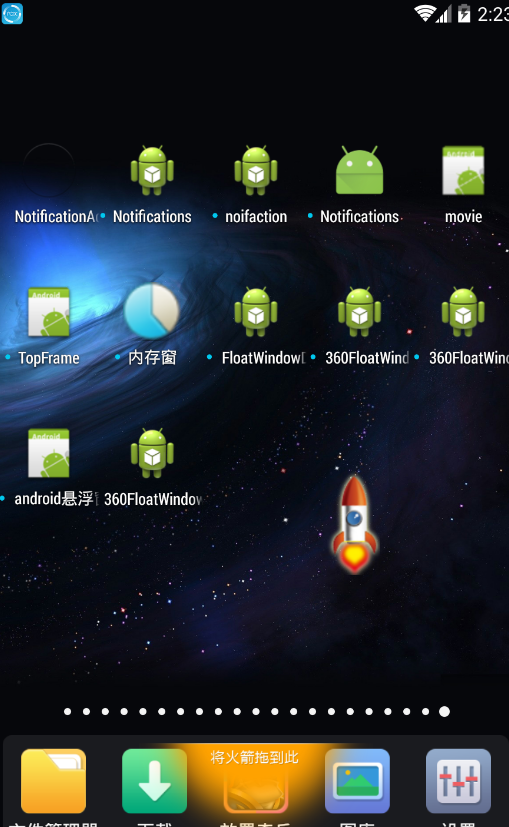 2:23
NotificationA
Notifications
noifaction
Notifications
movie
TopFrame
内存窗
FloatWindow
360FloatWind
360FloatWin
android悬浮
360FloatWindow
将火箭拖到此
文件管理器
下载
图库
设置